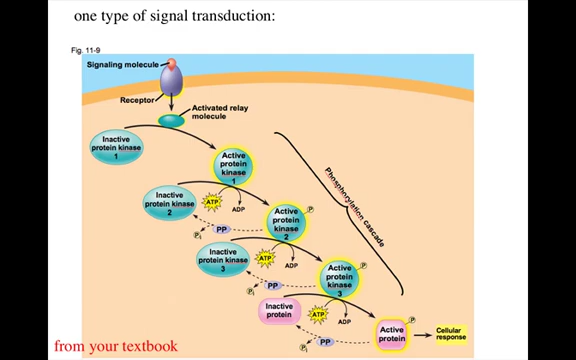 one type of signal transduction:
Fig. 11-9
Signaling molecule
Receptor
Activated relay
molecule
Inactive
protein kinase
1
Active
protein
kinase
1
Phosphorylation cascade
Inactive
protein kinase
2
ATP
ADP
P
Active
protein
kinase
2
PP
Pi
Inactive
protein kinase
3
ATP
ADP
P
Active
protein
kinase
3
PP
Pi
Inactive
protein
ATP
ADP
P
Active
protein
Cellular
response
PP
Pi
from your textbook